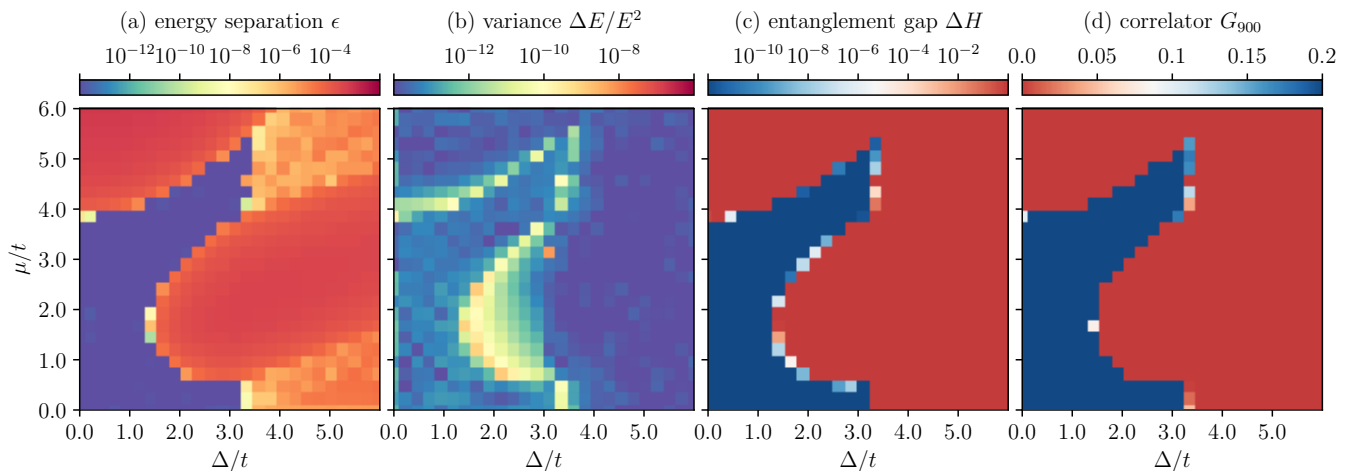 (a) energy separation ϵ
(b) variance ΔE/E²
(c) entanglement gap ΔH
(d) correlator G₉₀₀
10⁻¹² 10⁻¹⁰ 10⁻⁸ 10⁻⁶ 10⁻⁴
10⁻¹² 10⁻¹⁰ 10⁻⁸
10⁻¹⁰ 10⁻⁸ 10⁻⁶ 10⁻⁴ 10⁻²
0.0 0.05 0.1 0.15 0.2
6.0
5.0
4.0
3.0
2.0
1.0
0.0
μ/t
0.0 1.0 2.0 3.0 4.0 5.0
0.0 1.0 2.0 3.0 4.0 5.0
0.0 1.0 2.0 3.0 4.0 5.0
0.0 1.0 2.0 3.0 4.0 5.0
Δ/t
Δ/t
Δ/t
Δ/t